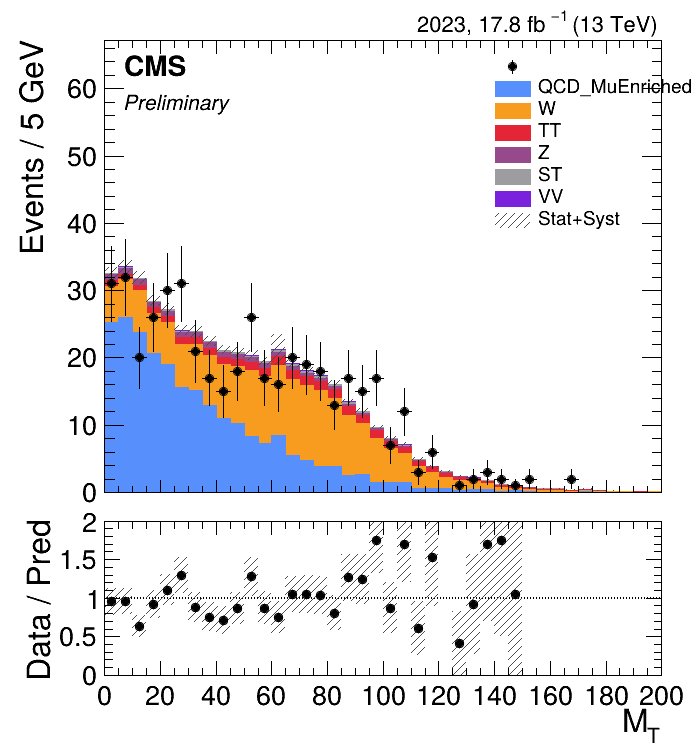 2023, 17.8 fb⁻¹ (13 TeV)
CMS
Preliminary
QCD_MuEnriched
W
TT
Z
ST
VV
Stat+Syst
Events / 5 GeV
60
50
40
30
20
10
0
Data / Pred
2
1.5
1
0.5
0
0 20 40 60 80 100 120 140 160 180 200
M_T